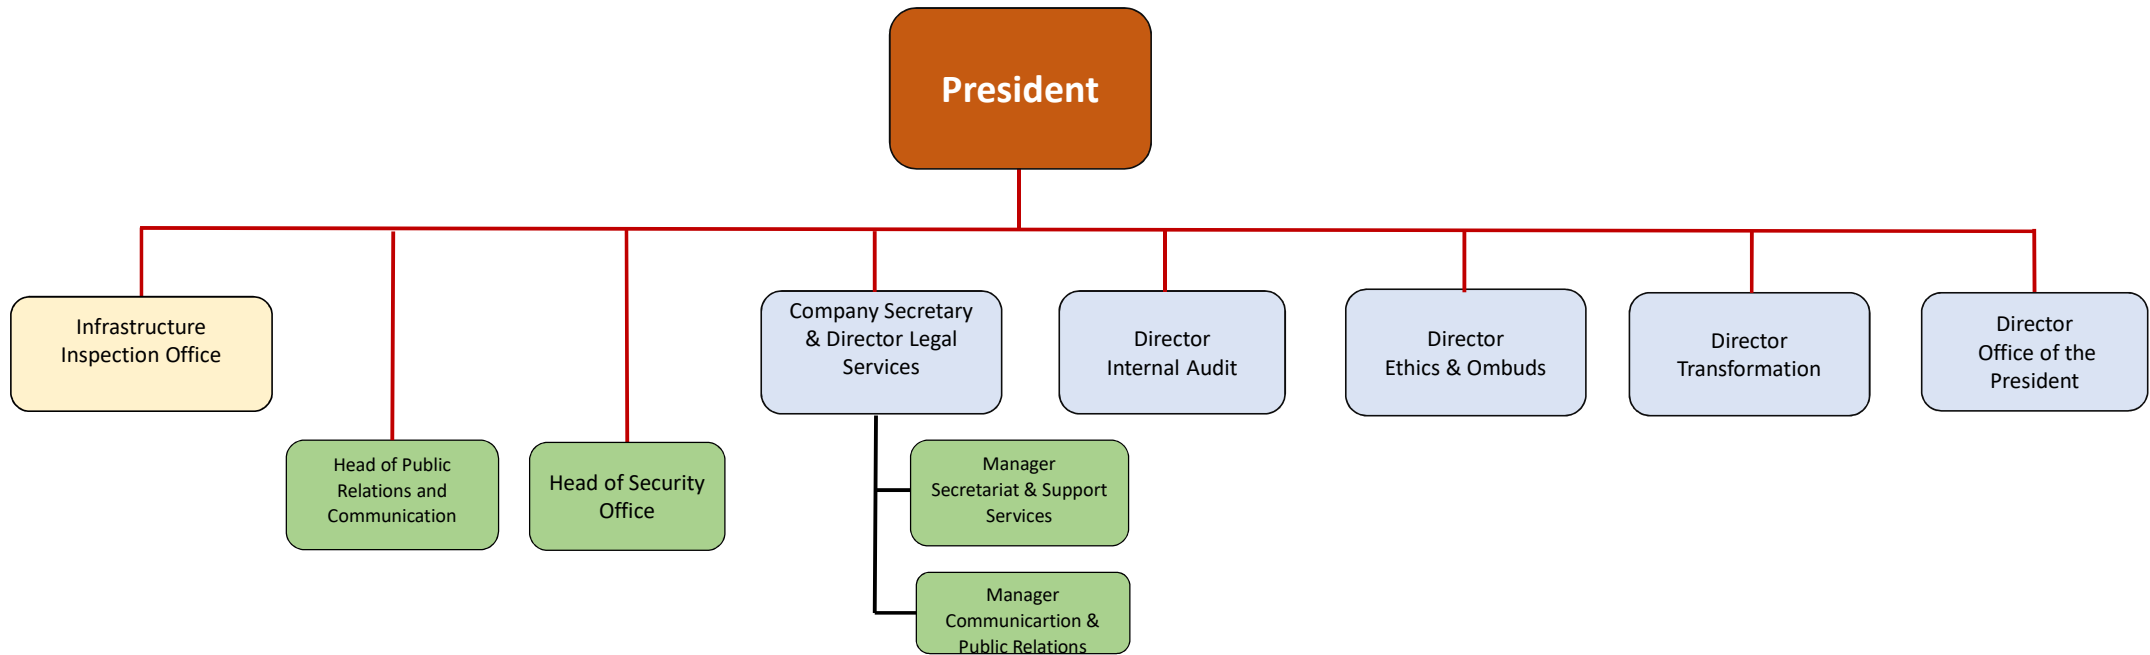 President
Infrastructure
Inspection Office
Head of Public
Relations and
Communication
Head of Security
Office
Company Secretary
& Director Legal
Services
Manager
Secretariat & Support
Services
Manager
Communicartion &
Public Relations
Director
Internal Audit
Director
Ethics & Ombuds
Director
Transformation
Director
Office of the
President